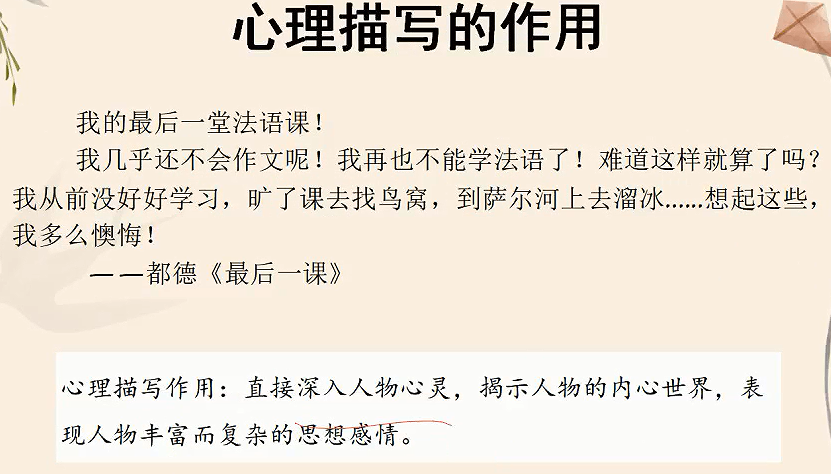 心理描写的作用
我的最后一堂法语课！
我几乎还不会作文呢！我再也不能学法语了！难道这样就算了吗？
我从前没好好学习，旷了课去找鸟窝，到萨尔河上去溜冰……想起这些，
我多么懊悔！
——都德《最后一课》
心理描写作用：直接深入人物心灵，揭示人物的内心世界，表
现人物丰富而复杂的思想感情。